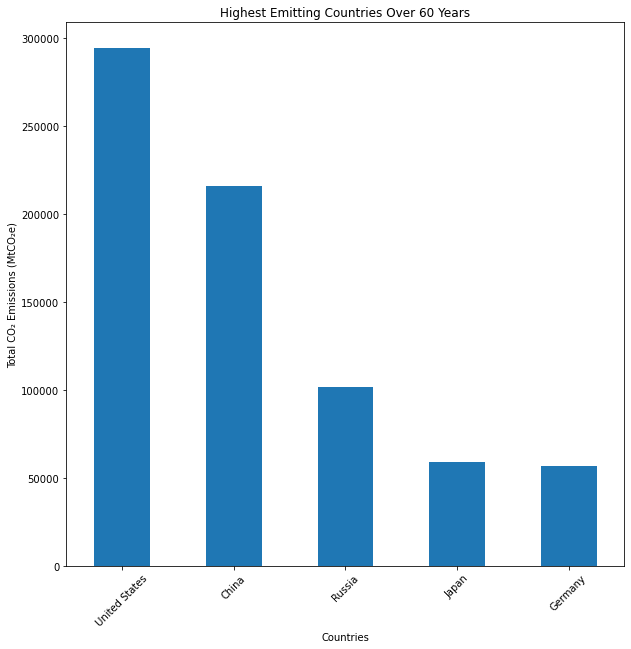 Highest Emitting Countries Over 60 Years
Total CO₂ Emissions (MtCO₂e)
300000
250000
200000
150000
100000
50000
0
United States
China
Russia
Japan
Germany
Countries